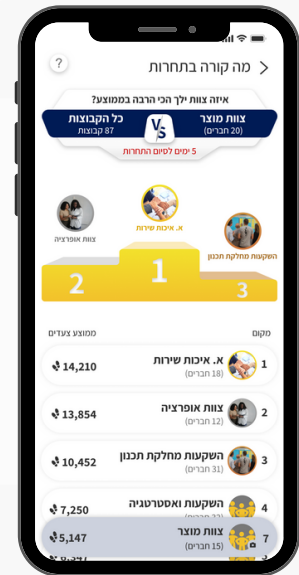 ?
מה קורה בתחרות
איזה צוות ילך הכי הרבה בממוצע?
צוות מוצר
(20 חברים)
VS
כל הקבוצות
87 קבוצות
5 ימים לסיום התחרות
א. איכות שירות
צוות אופרציה
השקעות מחלקת תכנון
1
2
3
מקום
ממוצע צעדים
1 א. איכות שירות 14,210
(18 חברים)
2 צוות אופרציה 13,854
(12 חברים)
3 השקעות מחלקת תכנון 10,452
(31 חברים)
4 השקעות ואסטרטגיה 7,250
7 צוות מוצר 5,147
(15 חברים)